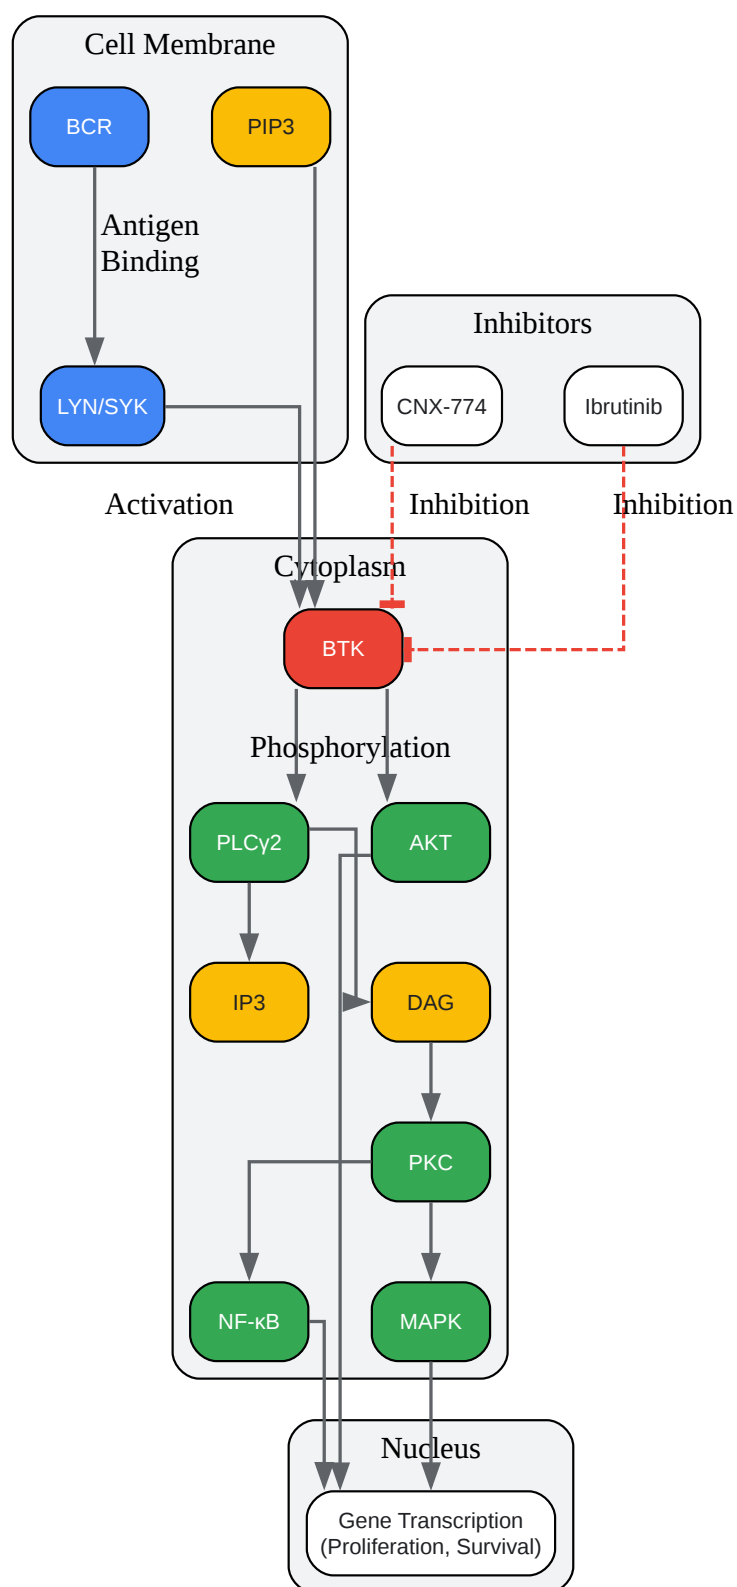 Cell Membrane
BCR
PIP3
Antigen
Binding
Inhibitors
LYN/SYK
CNX-774
Ibrutinib
Activation
Inhibition
Inhibition
Cytoplasm
BTK
Phosphorylation
PLCγ2
AKT
IP3
DAG
PKC
NF-κB
MAPK
Nucleus
Gene Transcription
(Proliferation, Survival)